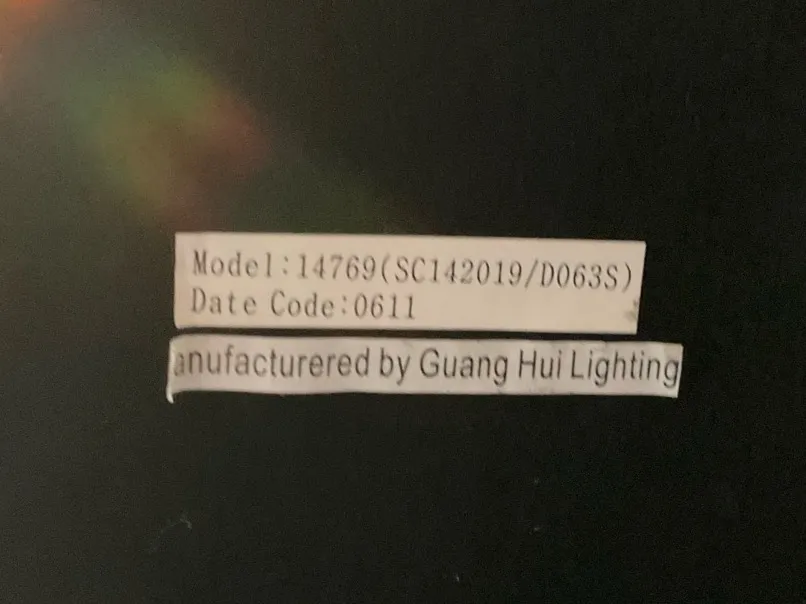 Model:14769(SC142019/D063S)
Date Code:0611
anufacturered by Guang Hui Lighting